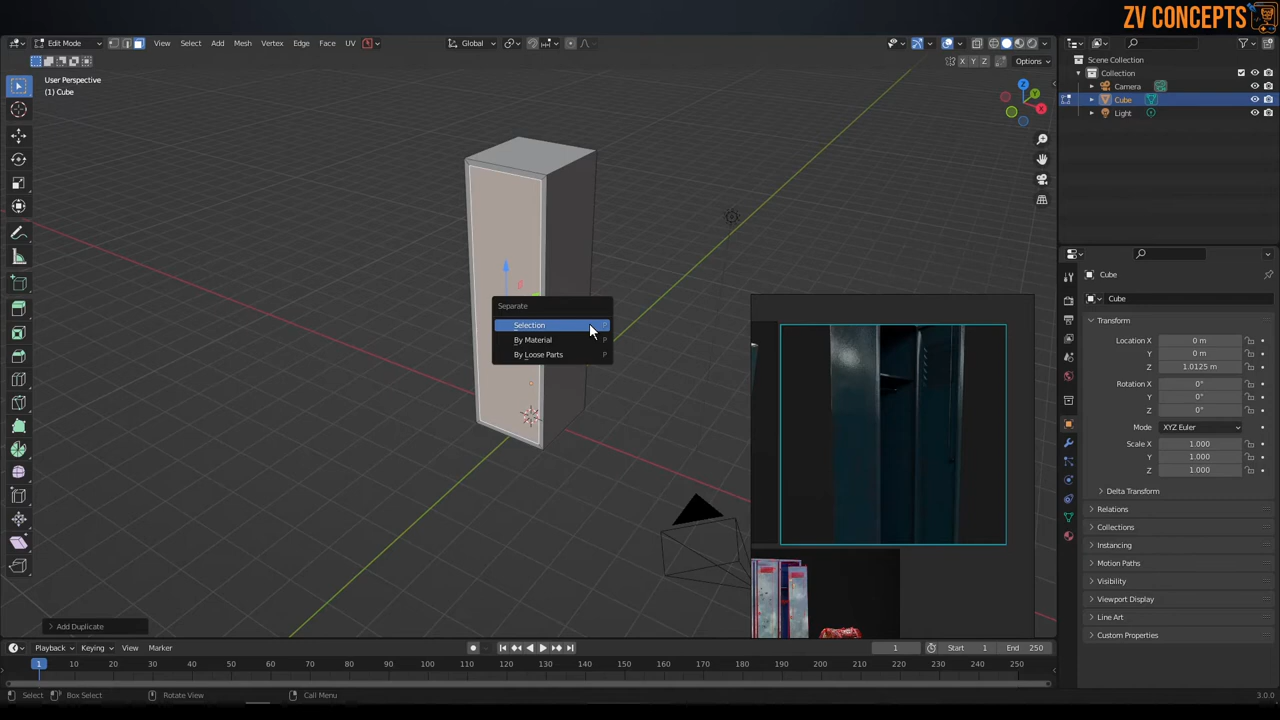 ZV CONCEPTS
Edit Mode
Select
Add
Mesh
Vertex
Edge
Face
UV
Global
X Y Z
Options
User Perspective
(1) Cube
Separate
Selection P
By Material P
By Loose Parts P
Add Duplicate
Z
Y
X
Scene Collection
Collection
Camera
Cube
Light
Cube
Cube
Transform
Location X 0 m
Y 0 m
Z 1.0125 m
Rotation X 0°
Y 0°
Z 0°
Mode XYZ Euler
Scale X 1.000
Y 1.000
Z 1.000
Delta Transform
Relations
Collections
Instancing
Motion Paths
Visibility
Viewport Display
Line Art
Custom Properties
Playback
Keying
View
Marker
1
Start 1
End 250
1 10 20 30 40 50 60 70 80 90 100 110 120 130 140 150 160 170 180 190 200 210 220 230 240 250
Select
Box Select
Rotate View
Call Menu
3.0.0